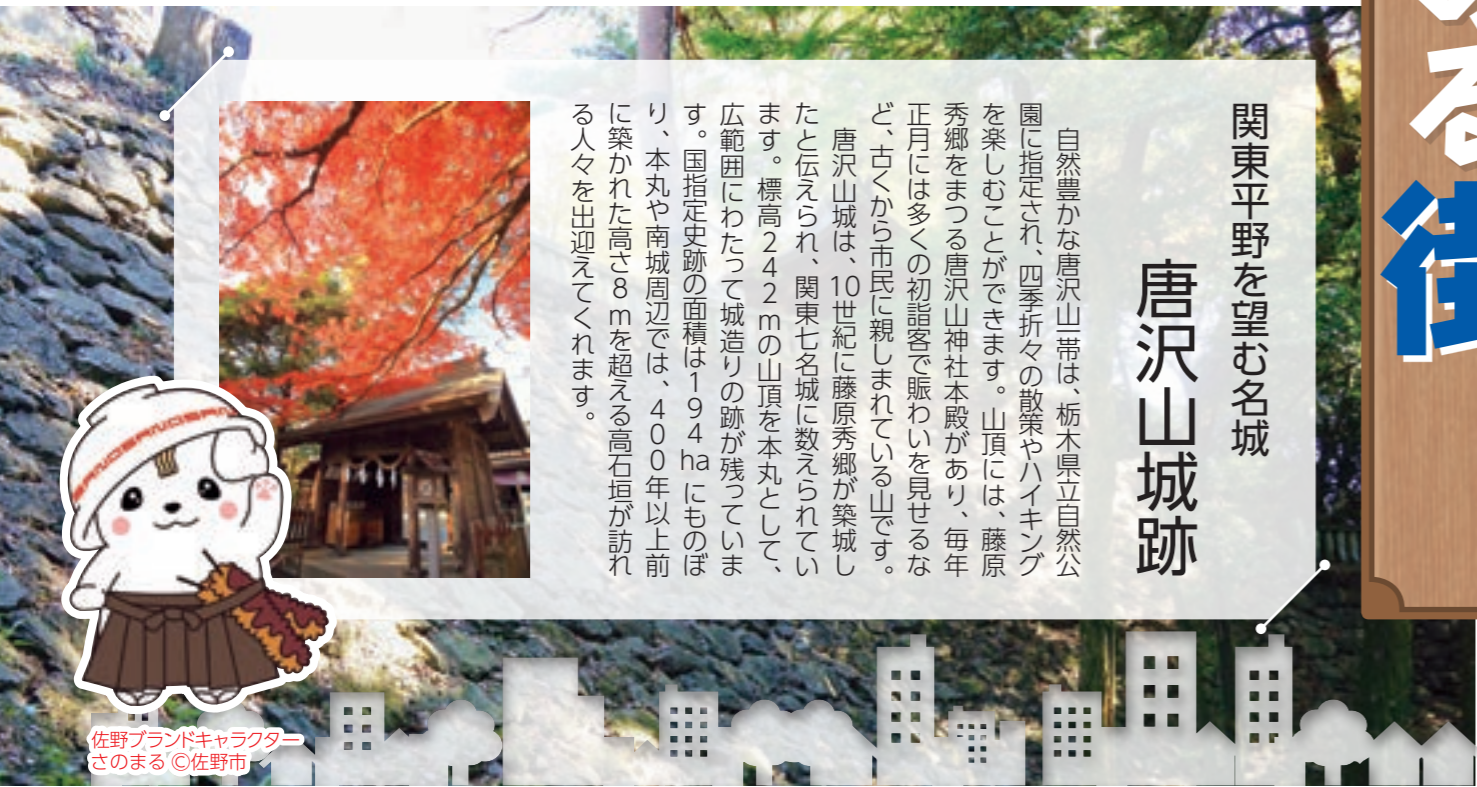 る街
関東平野を望む名城
唐沢山城跡
自然豊かな唐沢山一帯は、栃木県立自然公
園に指定され、四季折々の散策やハイキング
を楽しむことができます。山頂には、藤原
秀郷をまつる唐沢山神社本殿があり、毎年
正月には多くの初詣客で賑わいを見せるな
ど、古くから市民に親しまれている山です。
唐沢山城は、10世紀に藤原秀郷が築城し
たと伝えられ、関東七名城に数えられてい
ます。標高242mの山頂を本丸として、
広範囲にわたって城造りの跡が残っていま
す。国指定史跡の面積は194haにものぼ
り、本丸や南城周辺では、400年以上前
に築かれた高さ8mを超える高石垣が訪れ
る人々を出迎えてくれます。
佐野ブランドキャラクター
さのまる ©佐野市